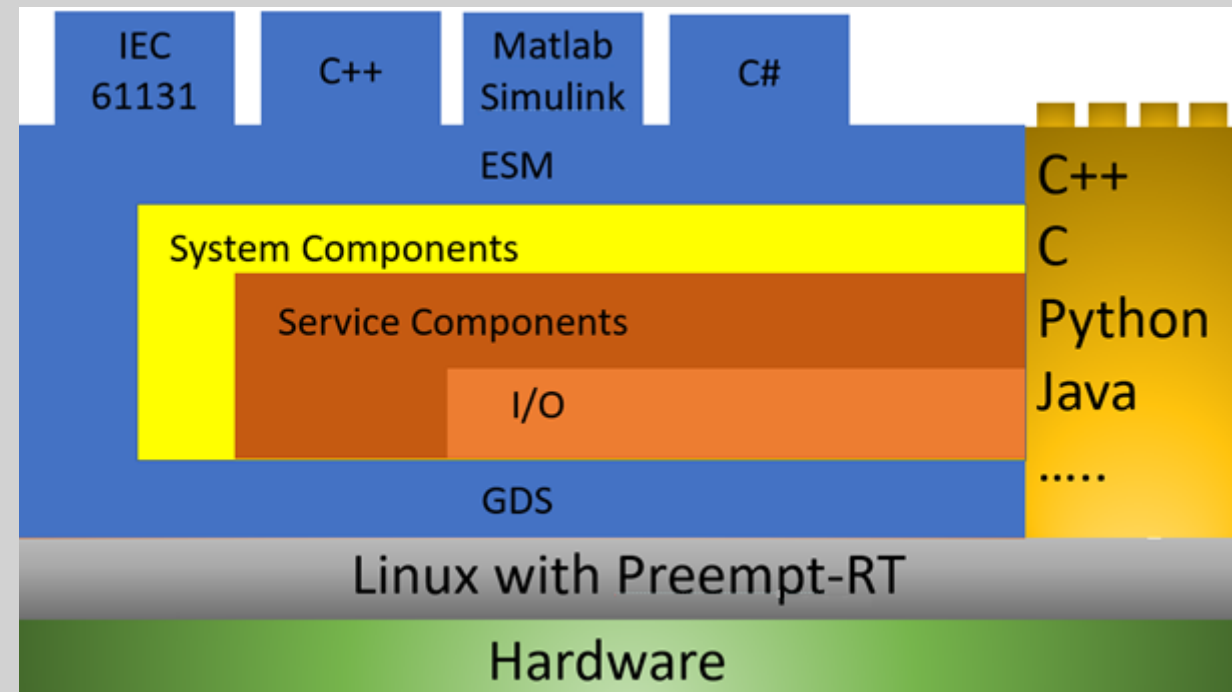 IEC
61131
C++
Matlab
Simulink
C#
ESM
System Components
Service Components
I/O
GDS
C++
C
Python
Java
.....
Linux with Preempt-RT
Hardware